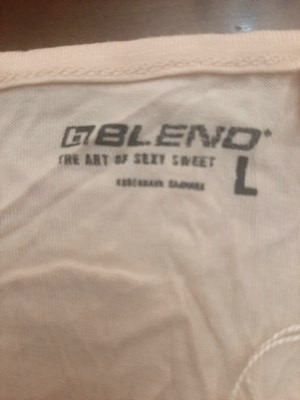 BLEND
THE ART OF SEXY SWEET
L